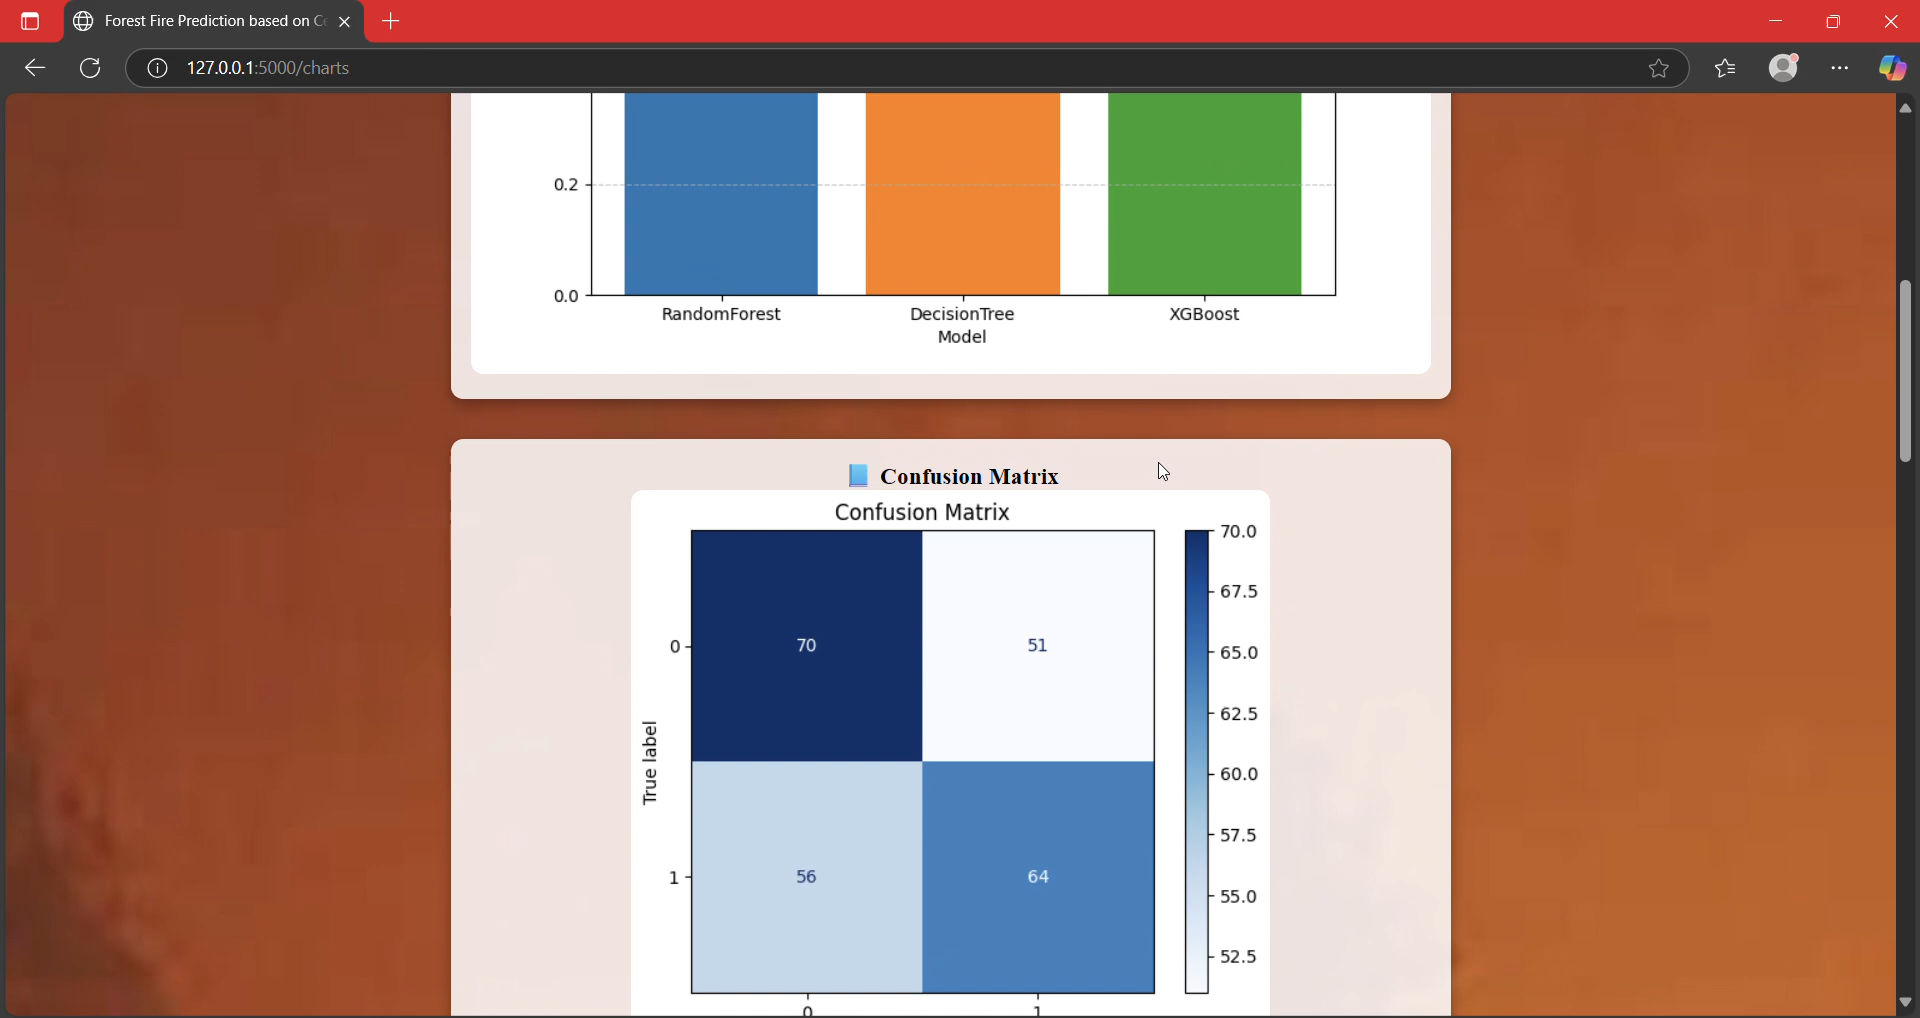 Forest Fire Prediction based on Ce
127.0.0.1:5000/charts
0.2
0.0
RandomForest
DecisionTree
XGBoost
Model
Confusion Matrix
Confusion Matrix
70.0
67.5
65.0
62.5
60.0
57.5
55.0
52.5
True label
0
70
51
1
56
64
0
1